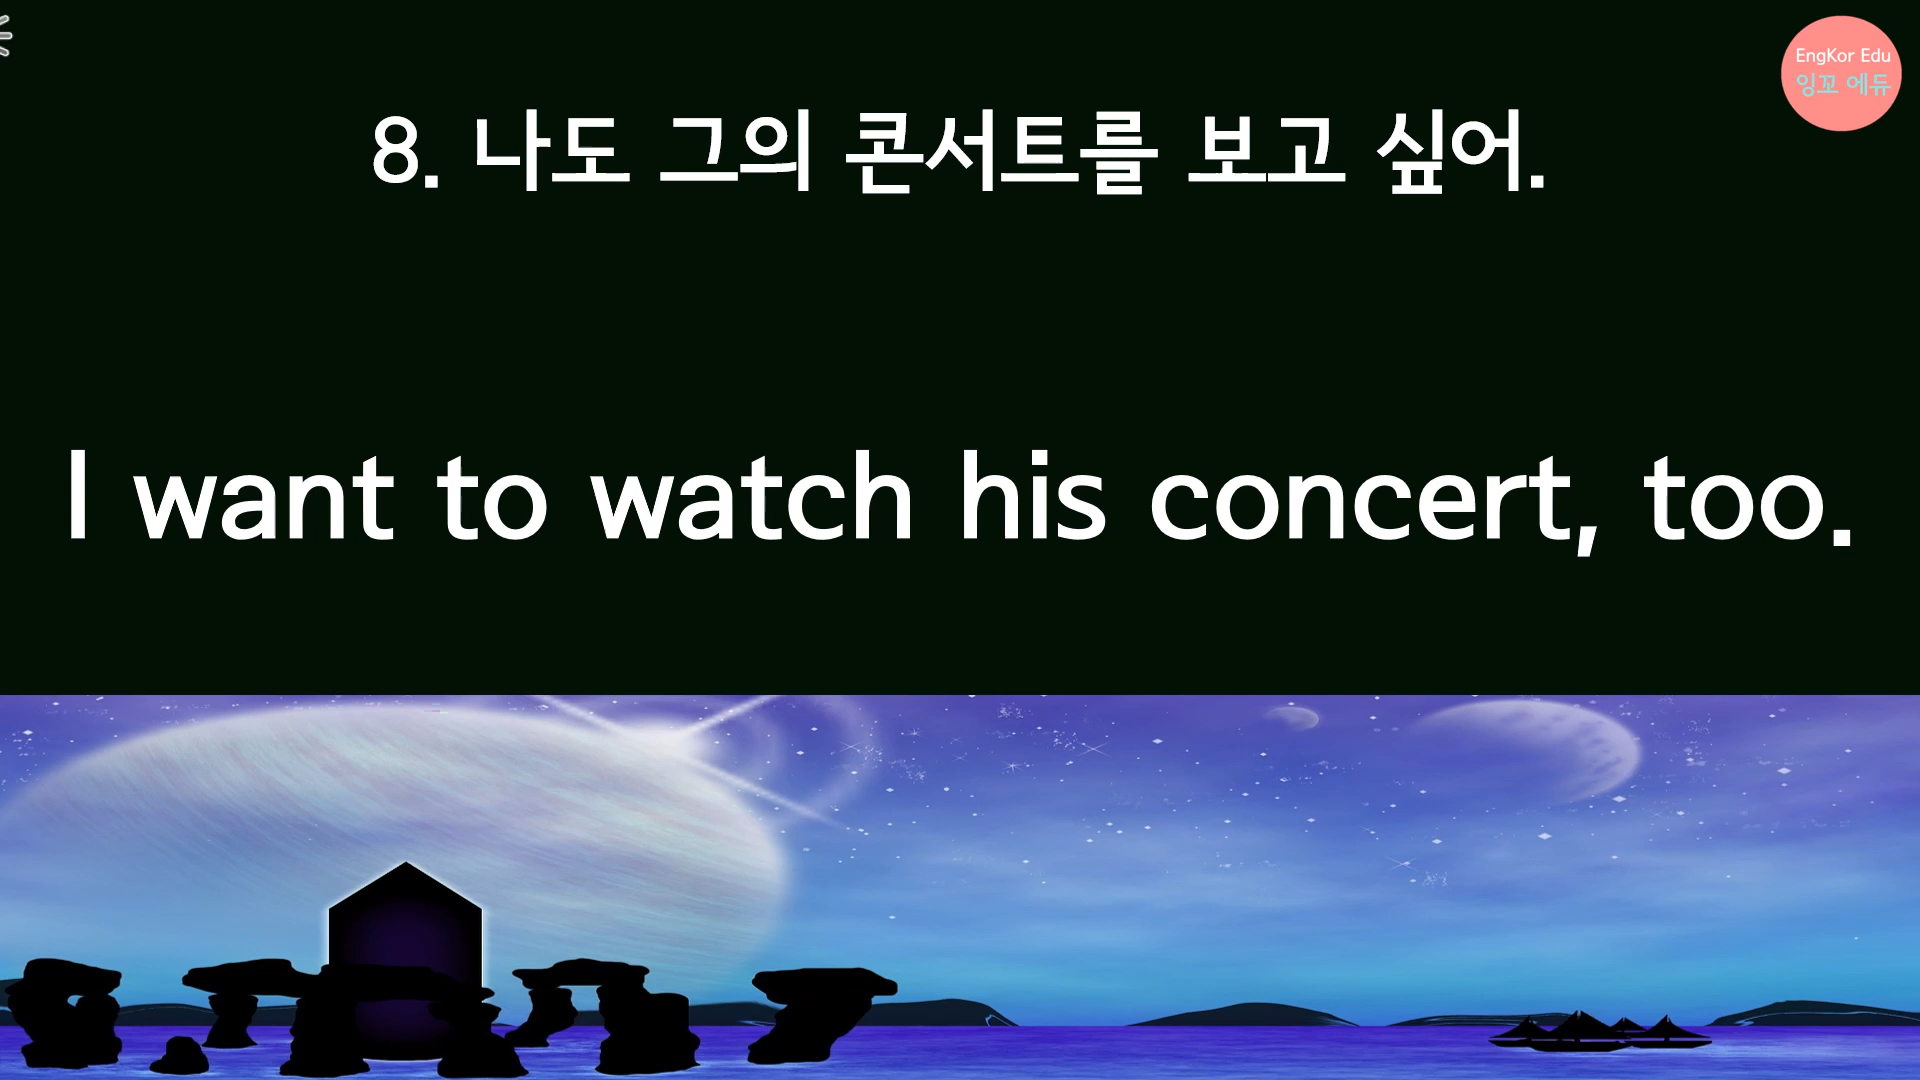 EngKor Edu
잉꼬 에듀
8. 나도 그의 콘서트를 보고 싶어.
I want to watch his concert, too.